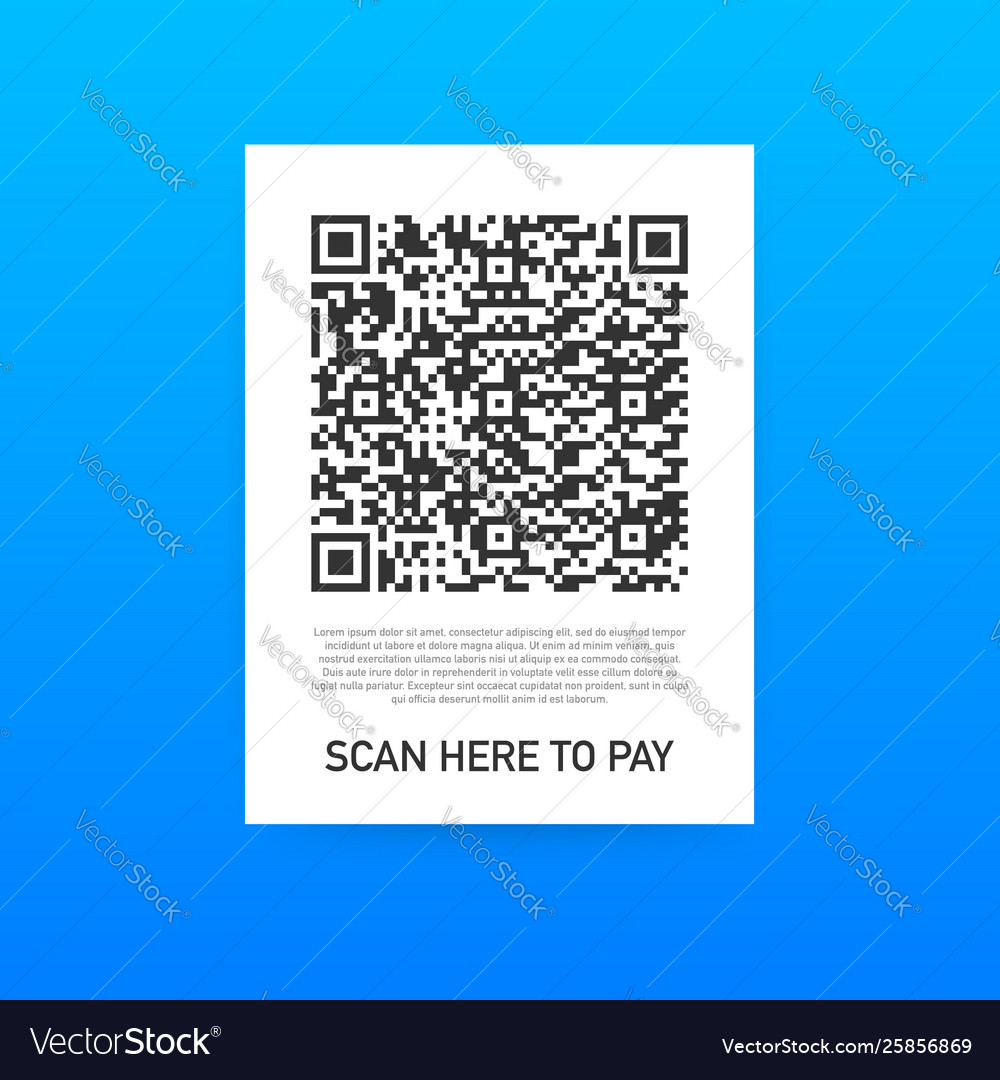 VectorStock®
VectorStock®
VectorStock®
VectorStock®
VectorStock®
Lorem ipsum dolor sit amet, consectetur adipiscing elit, sed do eiusmod tempor
incididunt ut labore et dolore magna aliqua. Ut enim ad minim veniam, quis
nostrud exercitation ullamco laboris nisi ut aliquip ex ea commodo consequat.
Duis aute irure dolor in reprehenderit in voluptate velit esse cillum dolore eu
fugiat nulla pariatur. Excepteur sint occaecat cupidatat non proident, sunt in culpa
qui officia deserunt mollit anim id est laborum.
SCAN HERE TO PAY
VectorStock®
VectorStock®
VectorStock®
VectorStock®
VectorStock®
VectorStock®
VectorStock®
VectorStock®
VectorStock.com/25856869